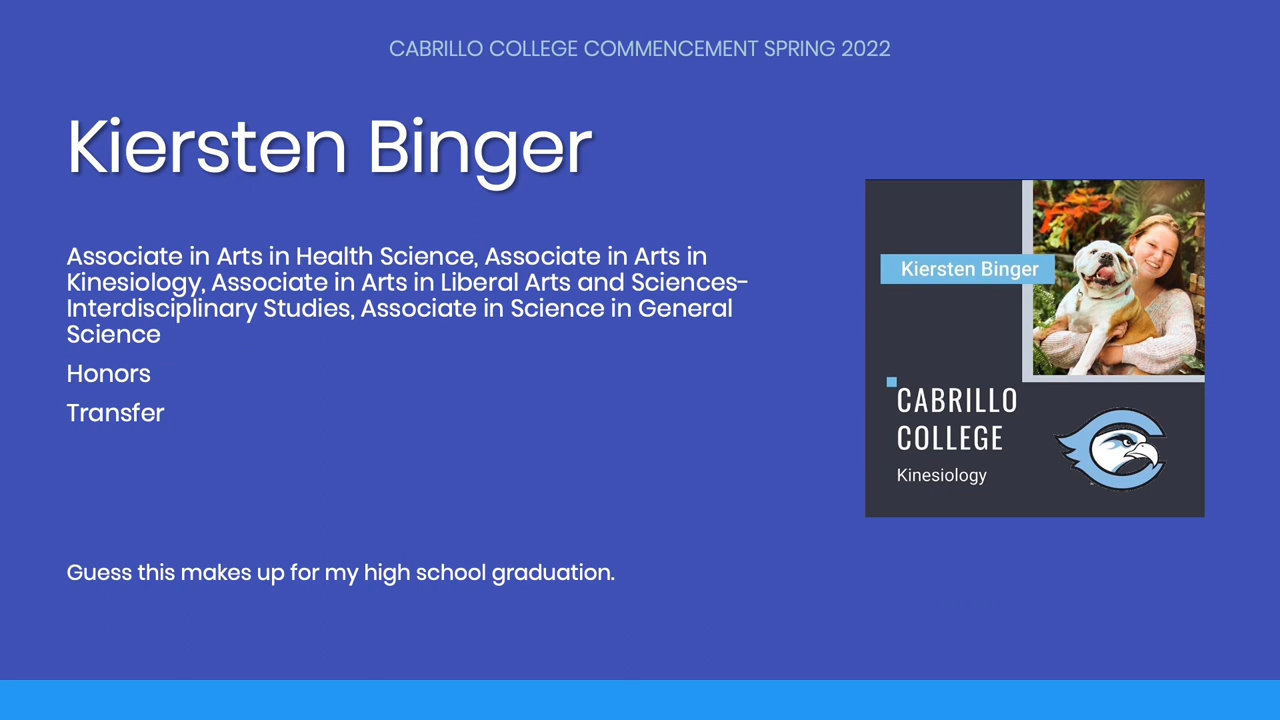 CABRILLO COLLEGE COMMENCEMENT SPRING 2022
Kiersten Binger
Associate in Arts in Health Science, Associate in Arts in
Kinesiology, Associate in Arts in Liberal Arts and Sciences-
Interdisciplinary Studies, Associate in Science in General
Science
Honors
Transfer
Guess this makes up for my high school graduation.
Kiersten Binger
CABRILLO
COLLEGE
Kinesiology